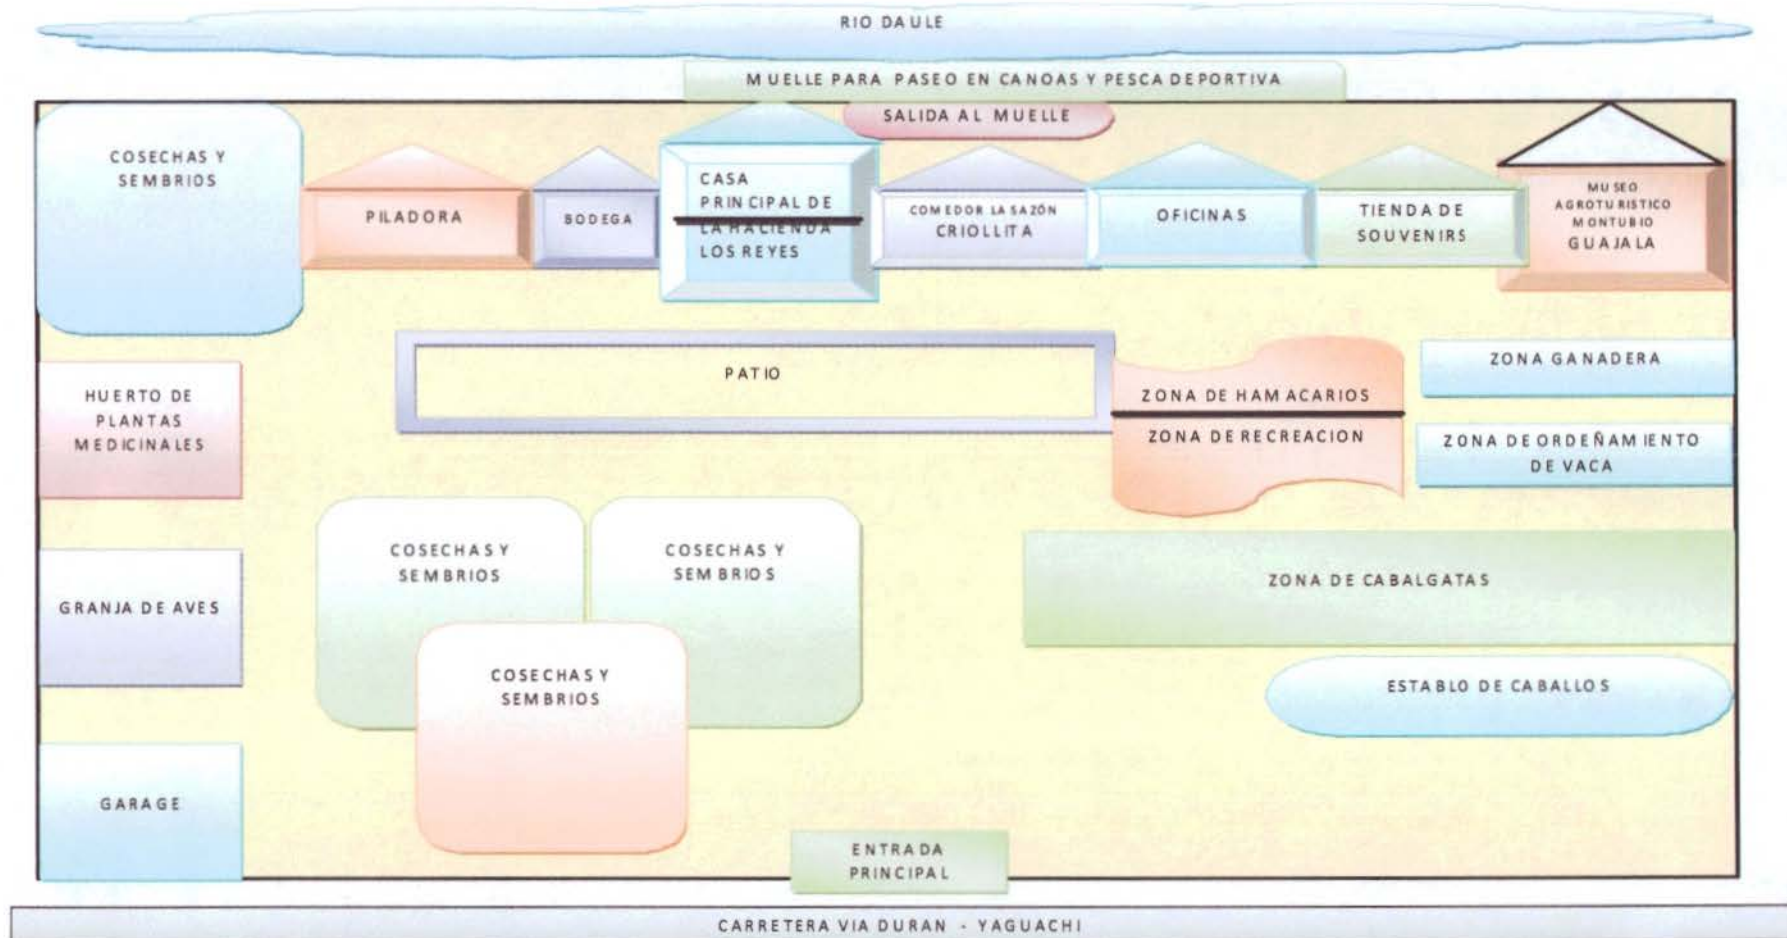 RIO DAULE
MUELLE PARA PASEO EN CANOAS Y PESCA DEPORTIVA
SALIDA AL MUELLE
COSECHAS Y
SEMBRIOS
PILADORA
BODEGA
CASA
PRINCIPAL DE
LA HACIENDA
LOS REYES
COMEDOR LA SAZÓN
CRIOLLITA
OFICINAS
TIENDA DE
SOUVENIRS
MUSEO
AGROTURISTICO
MONTUBIO
GUAJALA
HUERTO DE
PLANTAS
MEDICINALES
PATIO
ZONA DE HAMACARIOS
ZONA DE RECREACION
ZONA GANADERA
ZONA DE ORDEÑAMIENTO
DE VACA
GRANJA DE AVES
COSECHAS Y
SEMBRIOS
COSECHAS Y
SEMBRIOS
COSECHAS Y
SEMBRIOS
ZONA DE CABALGATAS
ESTABLO DE CABALLOS
GARAGE
ENTRADA
PRINCIPAL
CARRETERA VIA DURAN - YAGUACHI